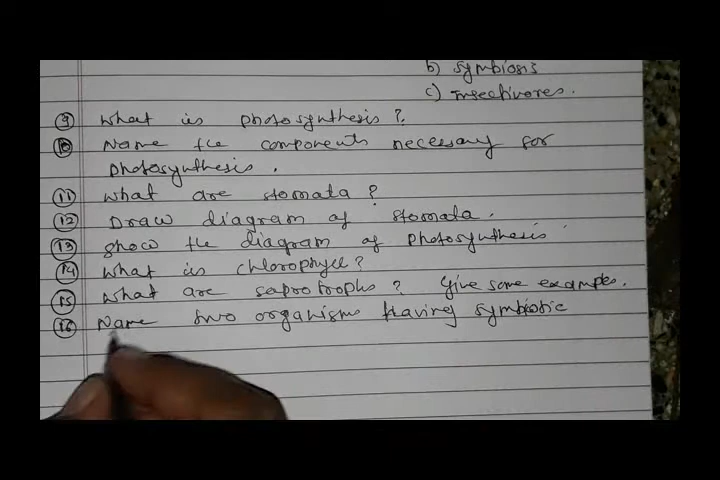 b) symbiosis
c) Insectivores.
9 What is photosynthesis?
10 Name the components necessary for
photosynthesis.
11 What are stomata?
12 Draw diagram of stomata.
13 show the diagram of photosynthesis
14 What is chlorophyll?
15 What are saprotrophs? Give some examples.
16 Name two organisms having symbiotic